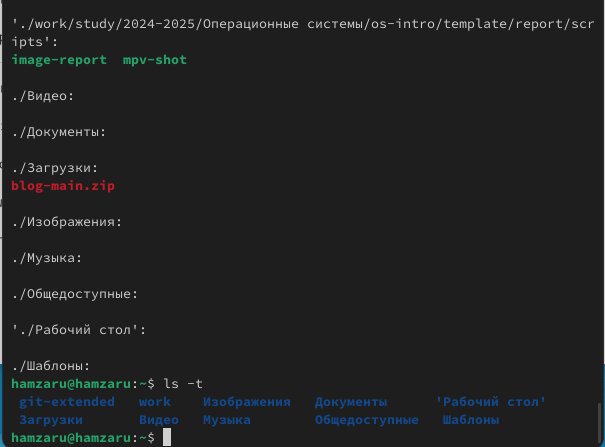 './work/study/2024-2025/Операционные системы/os-intro/template/report/scr
ipts':
image-report  mpv-shot
./Видео:
./Документы:
./Загрузки:
blog-main.zip
./Изображения:
./Музыка:
./Общедоступные:
'./Рабочий стол':
./Шаблоны:
hamzaru@hamzaru:~$ ls -t
git-extended   work    Изображения   Документы      'Рабочий стол'
Загрузки       Видео   Музыка        Общедоступные   Шаблоны
hamzaru@hamzaru:~$